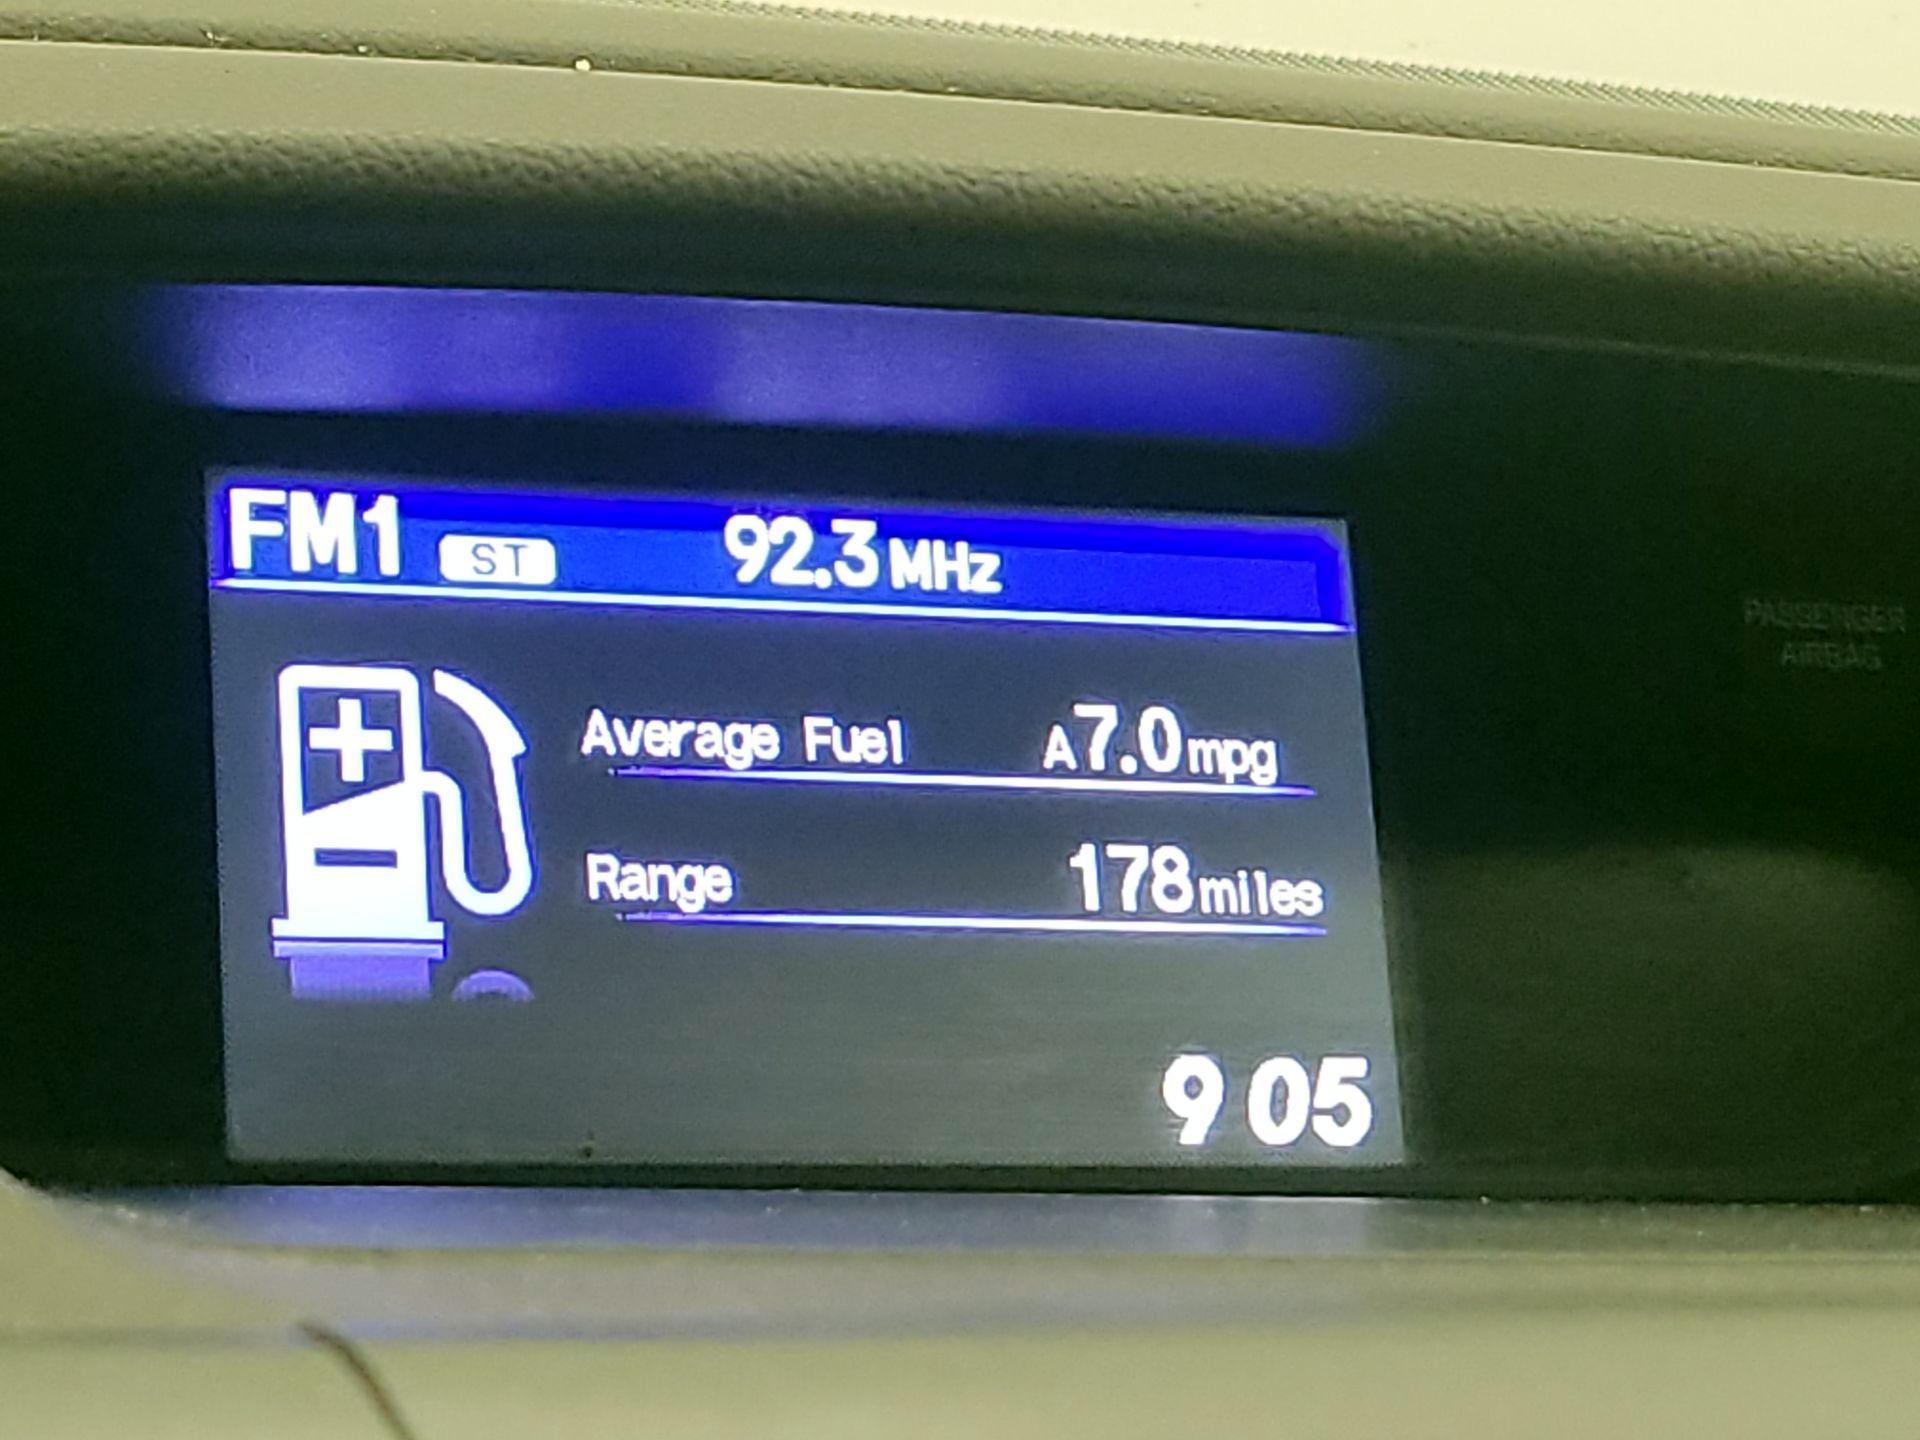 FM1 ST 92.3 MHz
Average Fuel A7.0mpg
Range 178miles
9 05
PASSENGER
AIRBAG